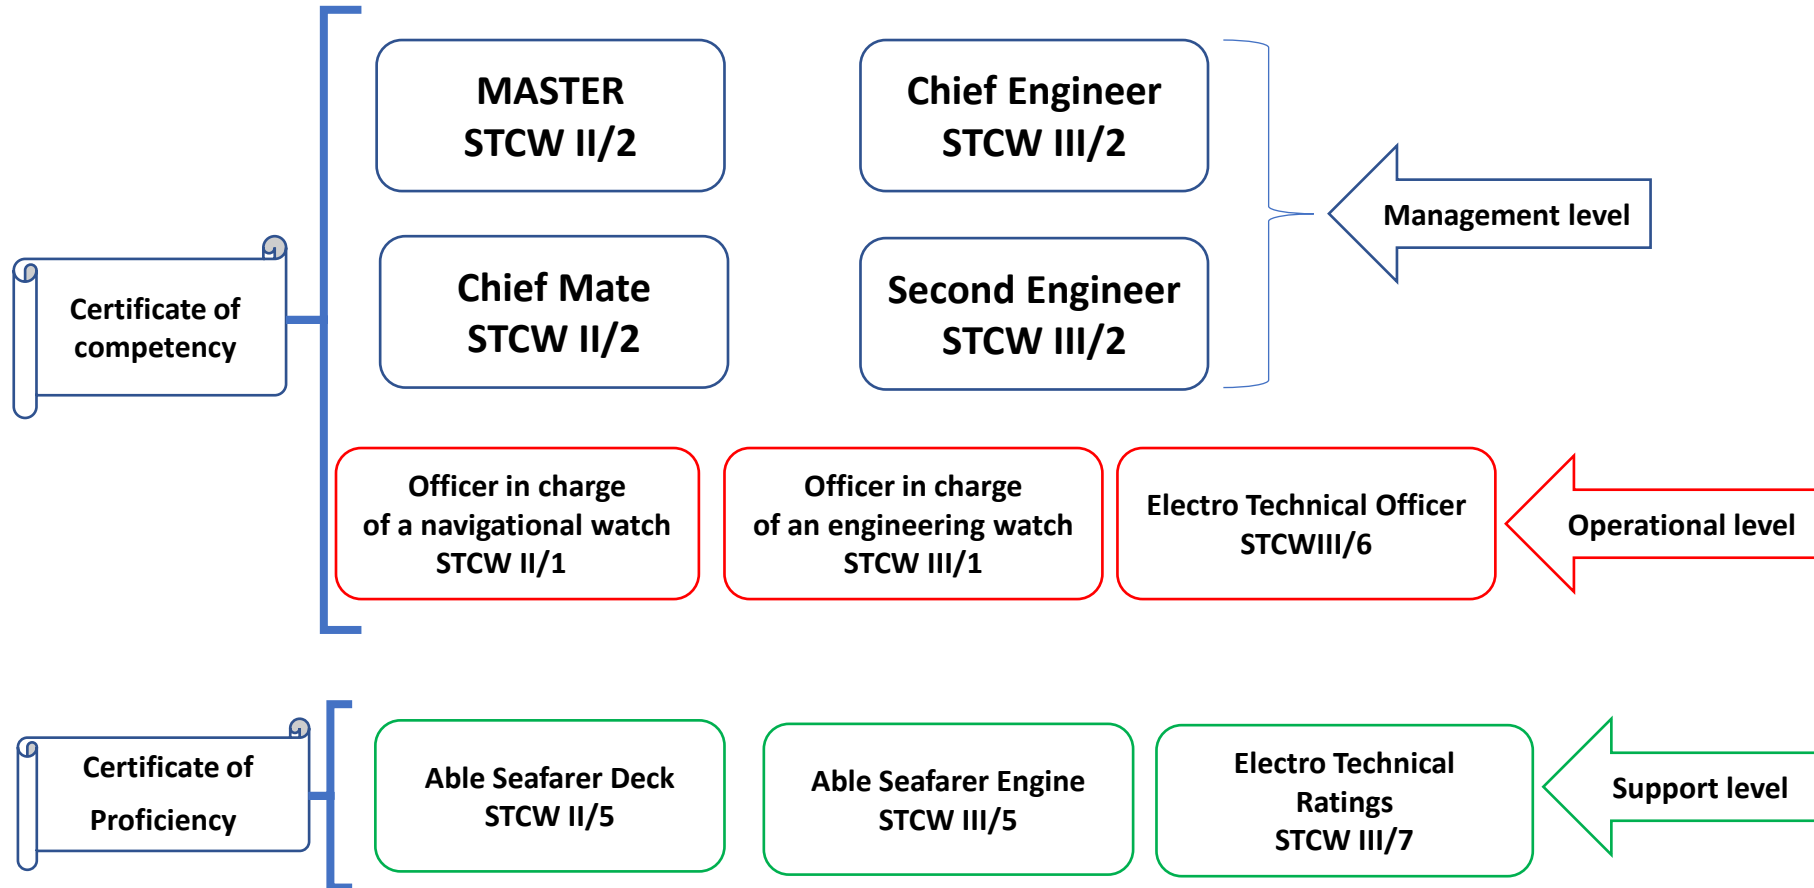 MASTER
STCW II/2
Chief Engineer
STCW III/2
Management level
Chief Mate
STCW II/2
Second Engineer
STCW III/2
Certificate of
competency
Officer in charge
of a navigational watch
STCW II/1
Officer in charge
of an engineering watch
STCW III/1
Electro Technical Officer
STCWIII/6
Operational level
Certificate of
Proficiency
Able Seafarer Deck
STCW II/5
Able Seafarer Engine
STCW III/5
Electro Technical
Ratings
STCW III/7
Support level